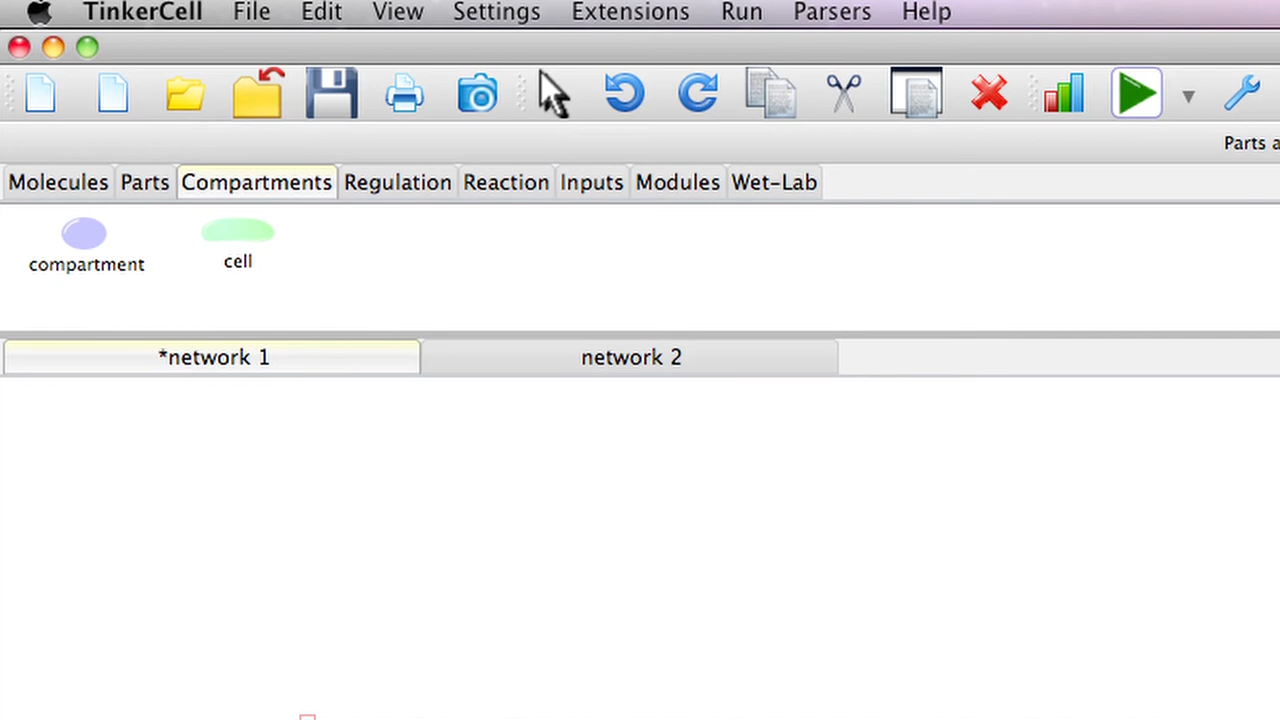 TinkerCell File Edit View Settings Extensions Run Parsers Help
Parts a
Molecules Parts Compartments Regulation Reaction Inputs Modules Wet-Lab
compartment cell
*network 1 network 2